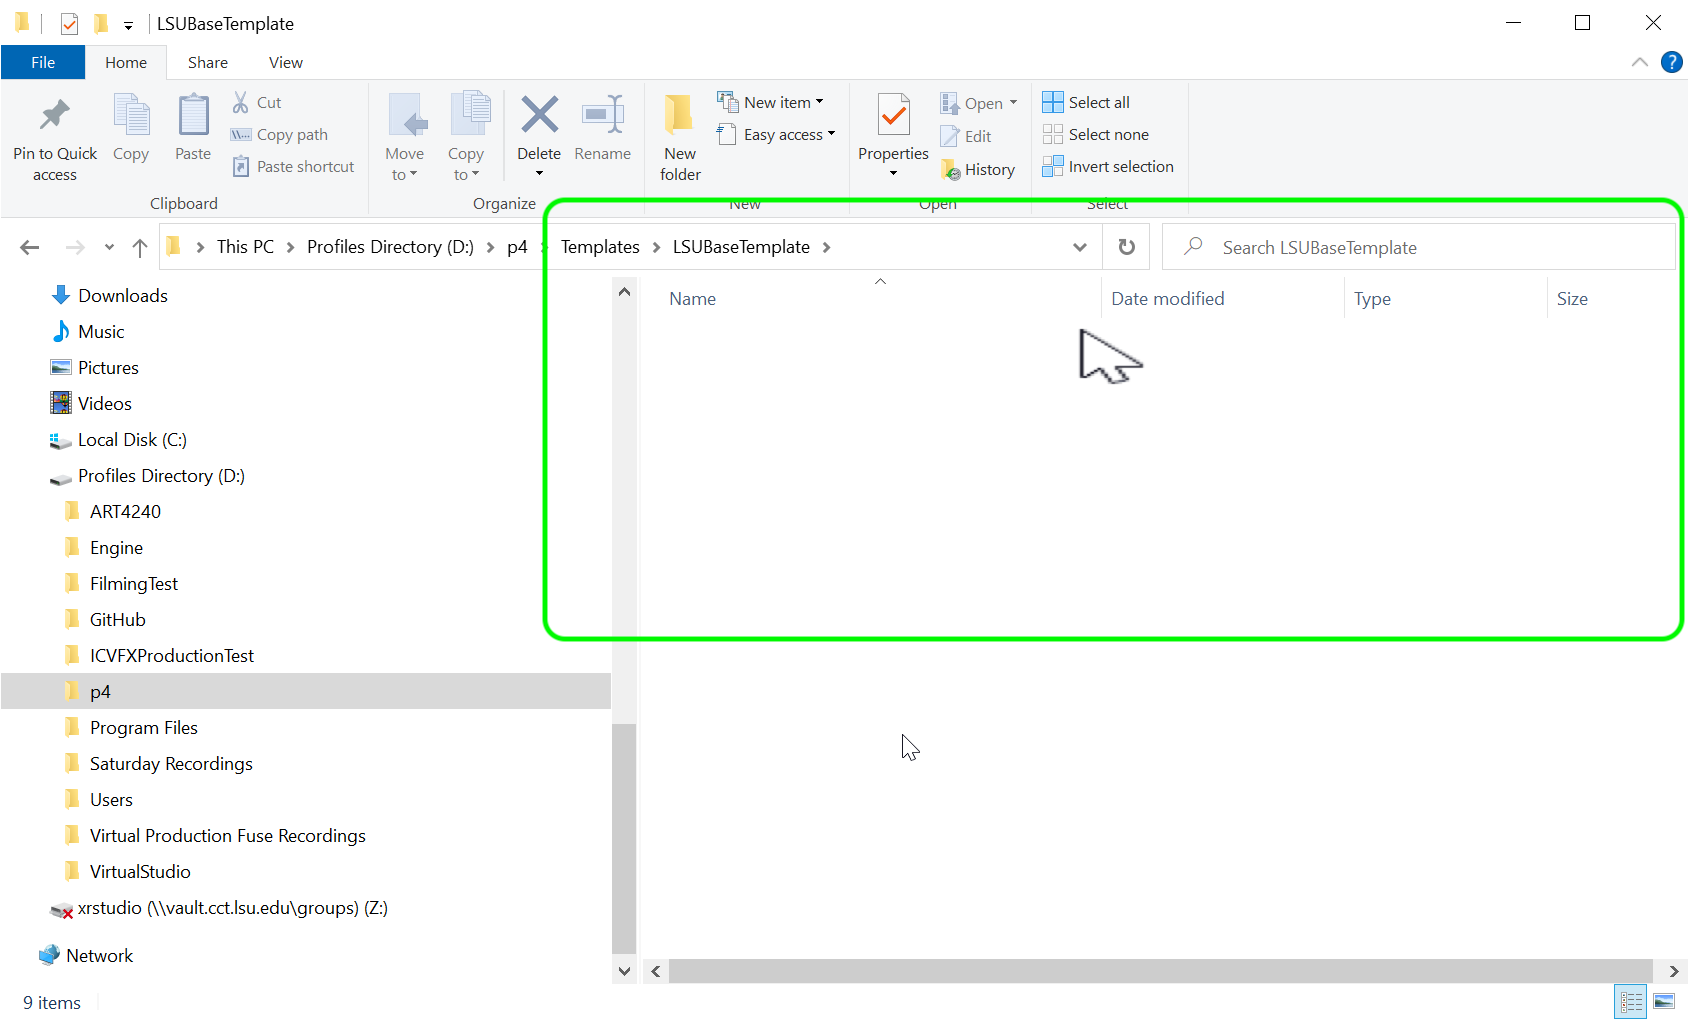 LSUBaseTemplate
File Home Share View
?
Pin to Quick access
Copy
Paste
Cut
W... Copy path
Paste shortcut
Clipboard
Move to
Copy to
Delete
Rename
Organize
New folder
New item
Easy access
New
Properties
Open
Edit
History
Open
Select all
Select none
Invert selection
Select
This PC Profiles Directory (D:) p4 Templates LSUBaseTemplate
Search LSUBaseTemplate
Name Date modified Type Size
Downloads
Music
Pictures
Videos
Local Disk (C:)
Profiles Directory (D:)
ART4240
Engine
FilmingTest
GitHub
ICVFXProductionTest
p4
Program Files
Saturday Recordings
Users
Virtual Production Fuse Recordings
VirtualStudio
xrstudio (\\vault.cct.lsu.edu\groups) (Z:)
Network
9 items